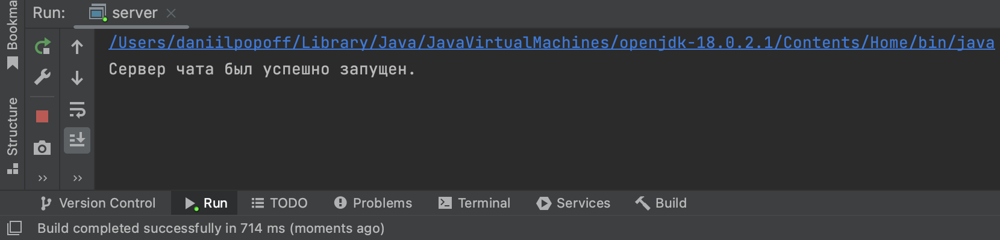 Bookma
Run:
server
/Users/daniilpopoff/Library/Java/JavaVirtualMachines/openjdk-18.0.2.1/Contents/Home/bin/java
Сервер чата был успешно запущен.
Structure
Version Control
Run
TODO
Problems
Terminal
Services
Build
Build completed successfully in 714 ms (moments ago)